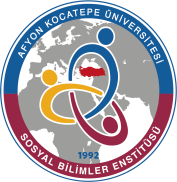 AFYON KOCATEPE ÜNİVERSİTESİ
1992
SOSYAL BİLİMLER ENSTİTÜSÜ